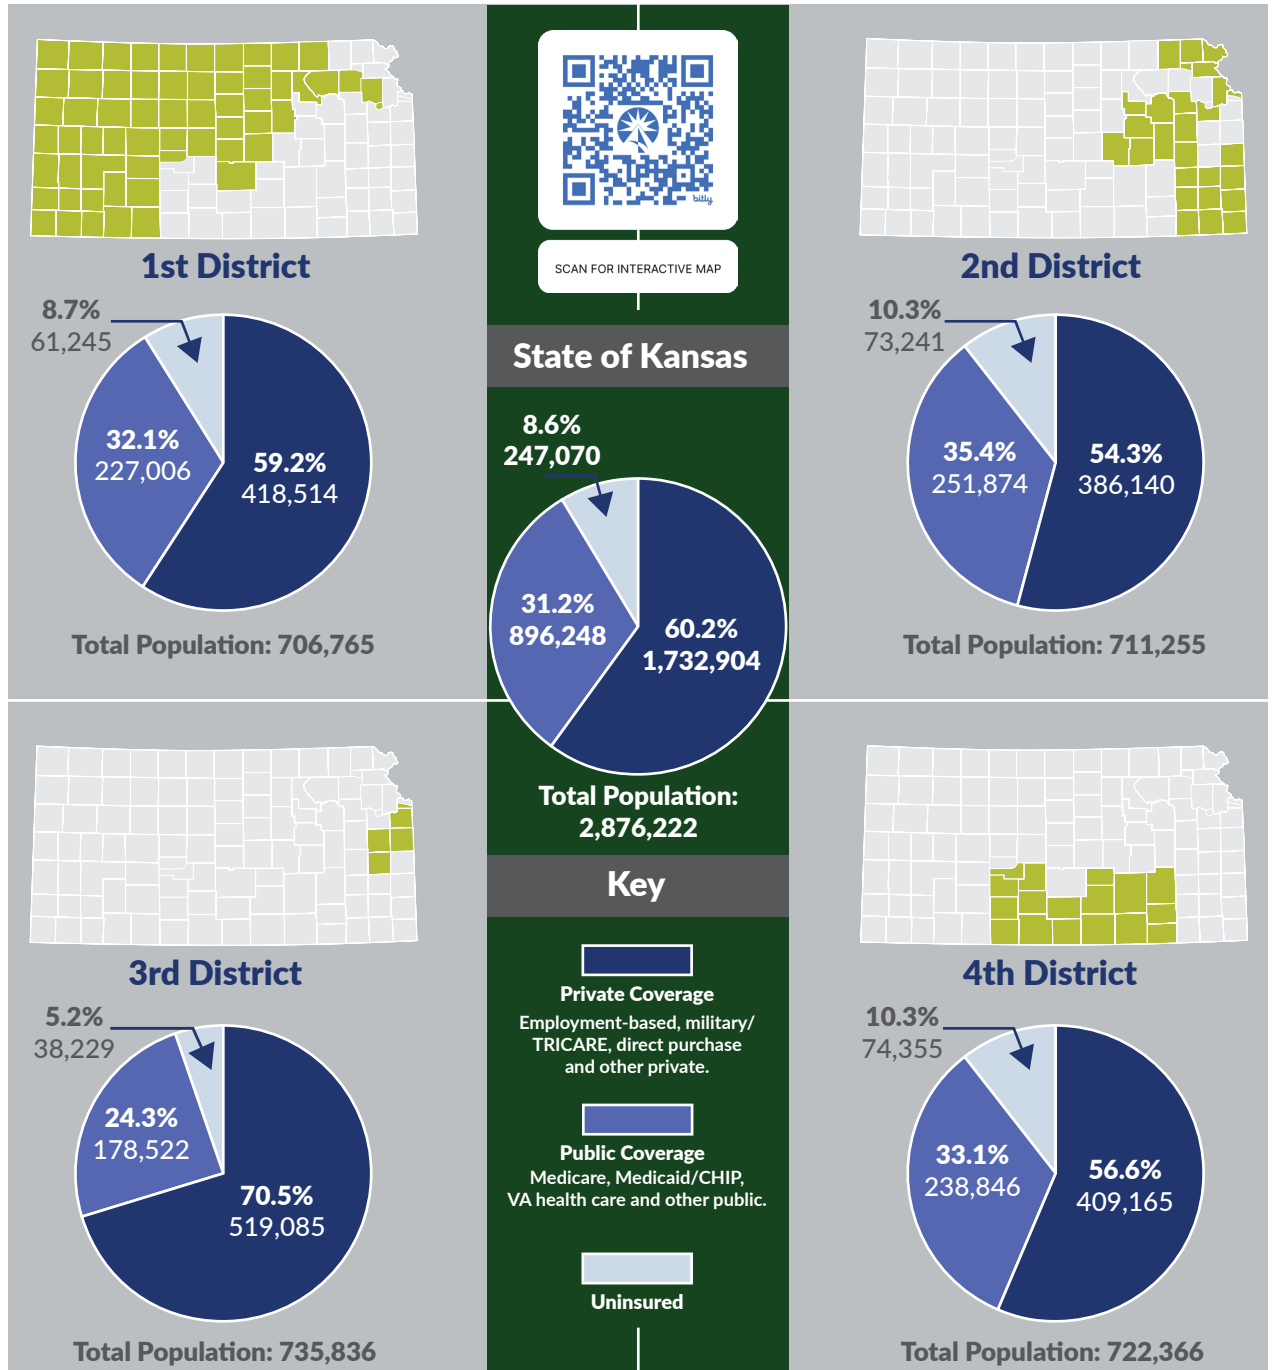 1st District
8.7%
61,245
32.1%
227,006
59.2%
418,514
Total Population: 706,765
bitly
SCAN FOR INTERACTIVE MAP
State of Kansas
8.6%
247,070
31.2%
896,248
60.2%
1,732,904
Total Population:
2,876,222
2nd District
10.3%
73,241
35.4%
251,874
54.3%
386,140
Total Population: 711,255
3rd District
5.2%
38,229
24.3%
178,522
70.5%
519,085
Total Population: 735,836
Key
Private Coverage
Employment-based, military/
TRICARE, direct purchase
and other private.
Public Coverage
Medicare, Medicaid/CHIP,
VA health care and other public.
Uninsured
4th District
10.3%
74,355
33.1%
238,846
56.6%
409,165
Total Population: 722,366